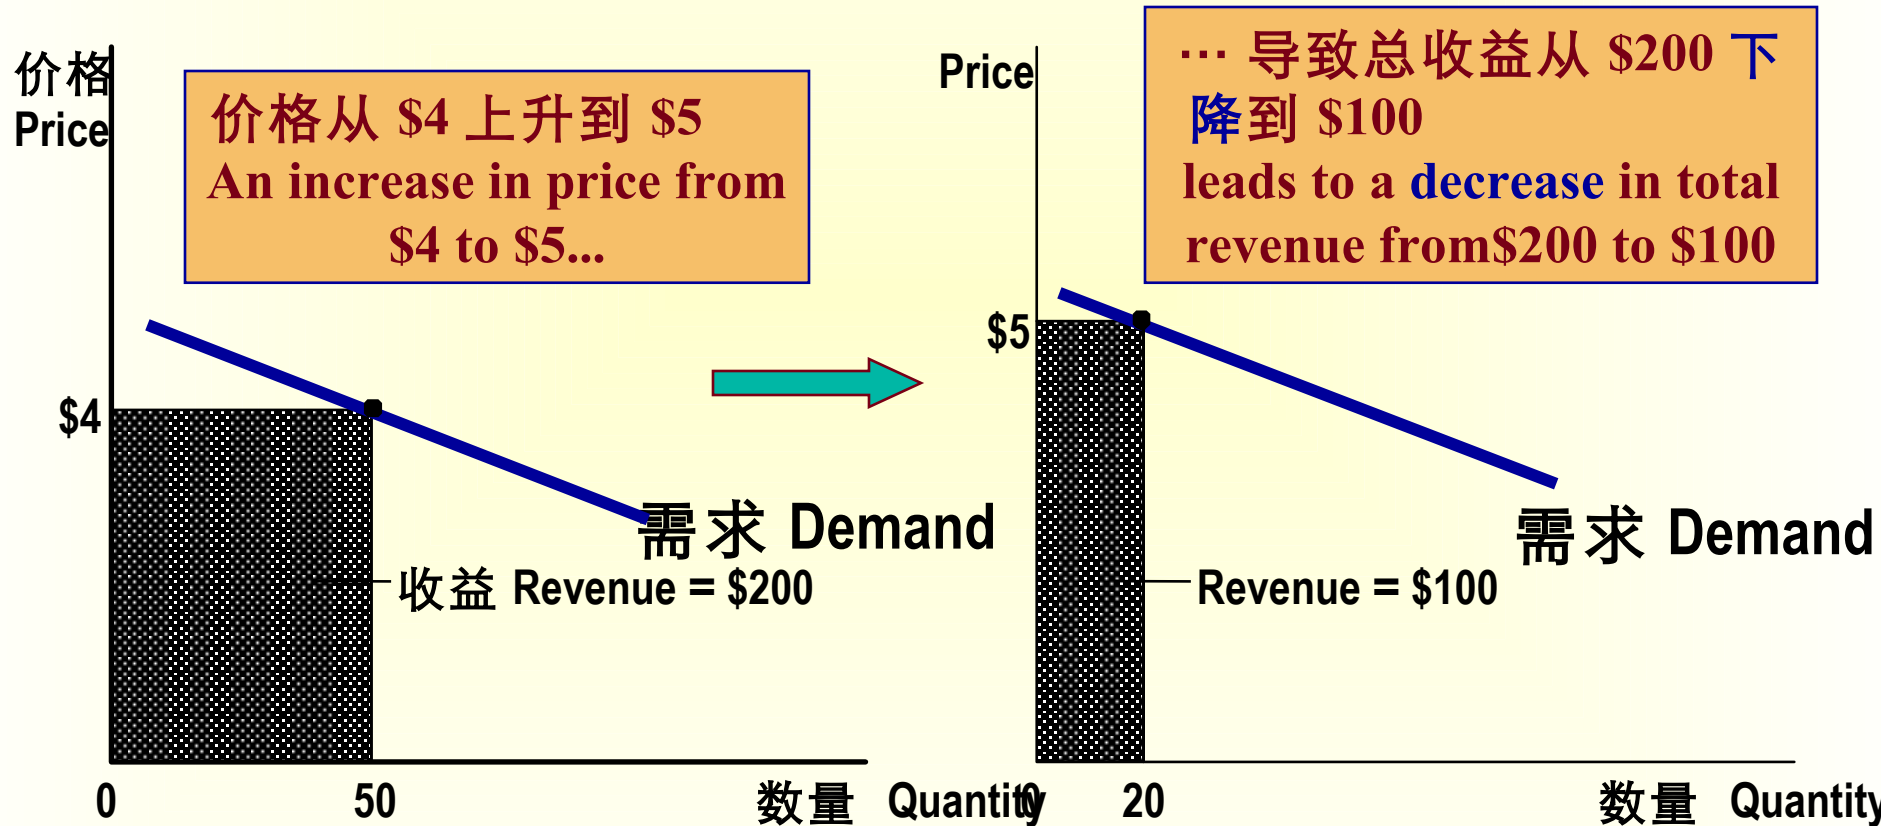 价格
Price
价格从 $4 上升到 $5
An increase in price from
$4 to $5...
$4
需求 Demand
收益 Revenue = $200
0
50
数量 Quantity
Price
… 导致总收益从 $200 下
降到 $100
leads to a decrease in total
revenue from$200 to $100
$5
需求 Demand
Revenue = $100
0
20
数量 Quantity